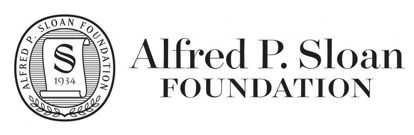 ALFRED P. SLOAN FOUNDATION
S
1934
Alfred P. Sloan
FOUNDATION